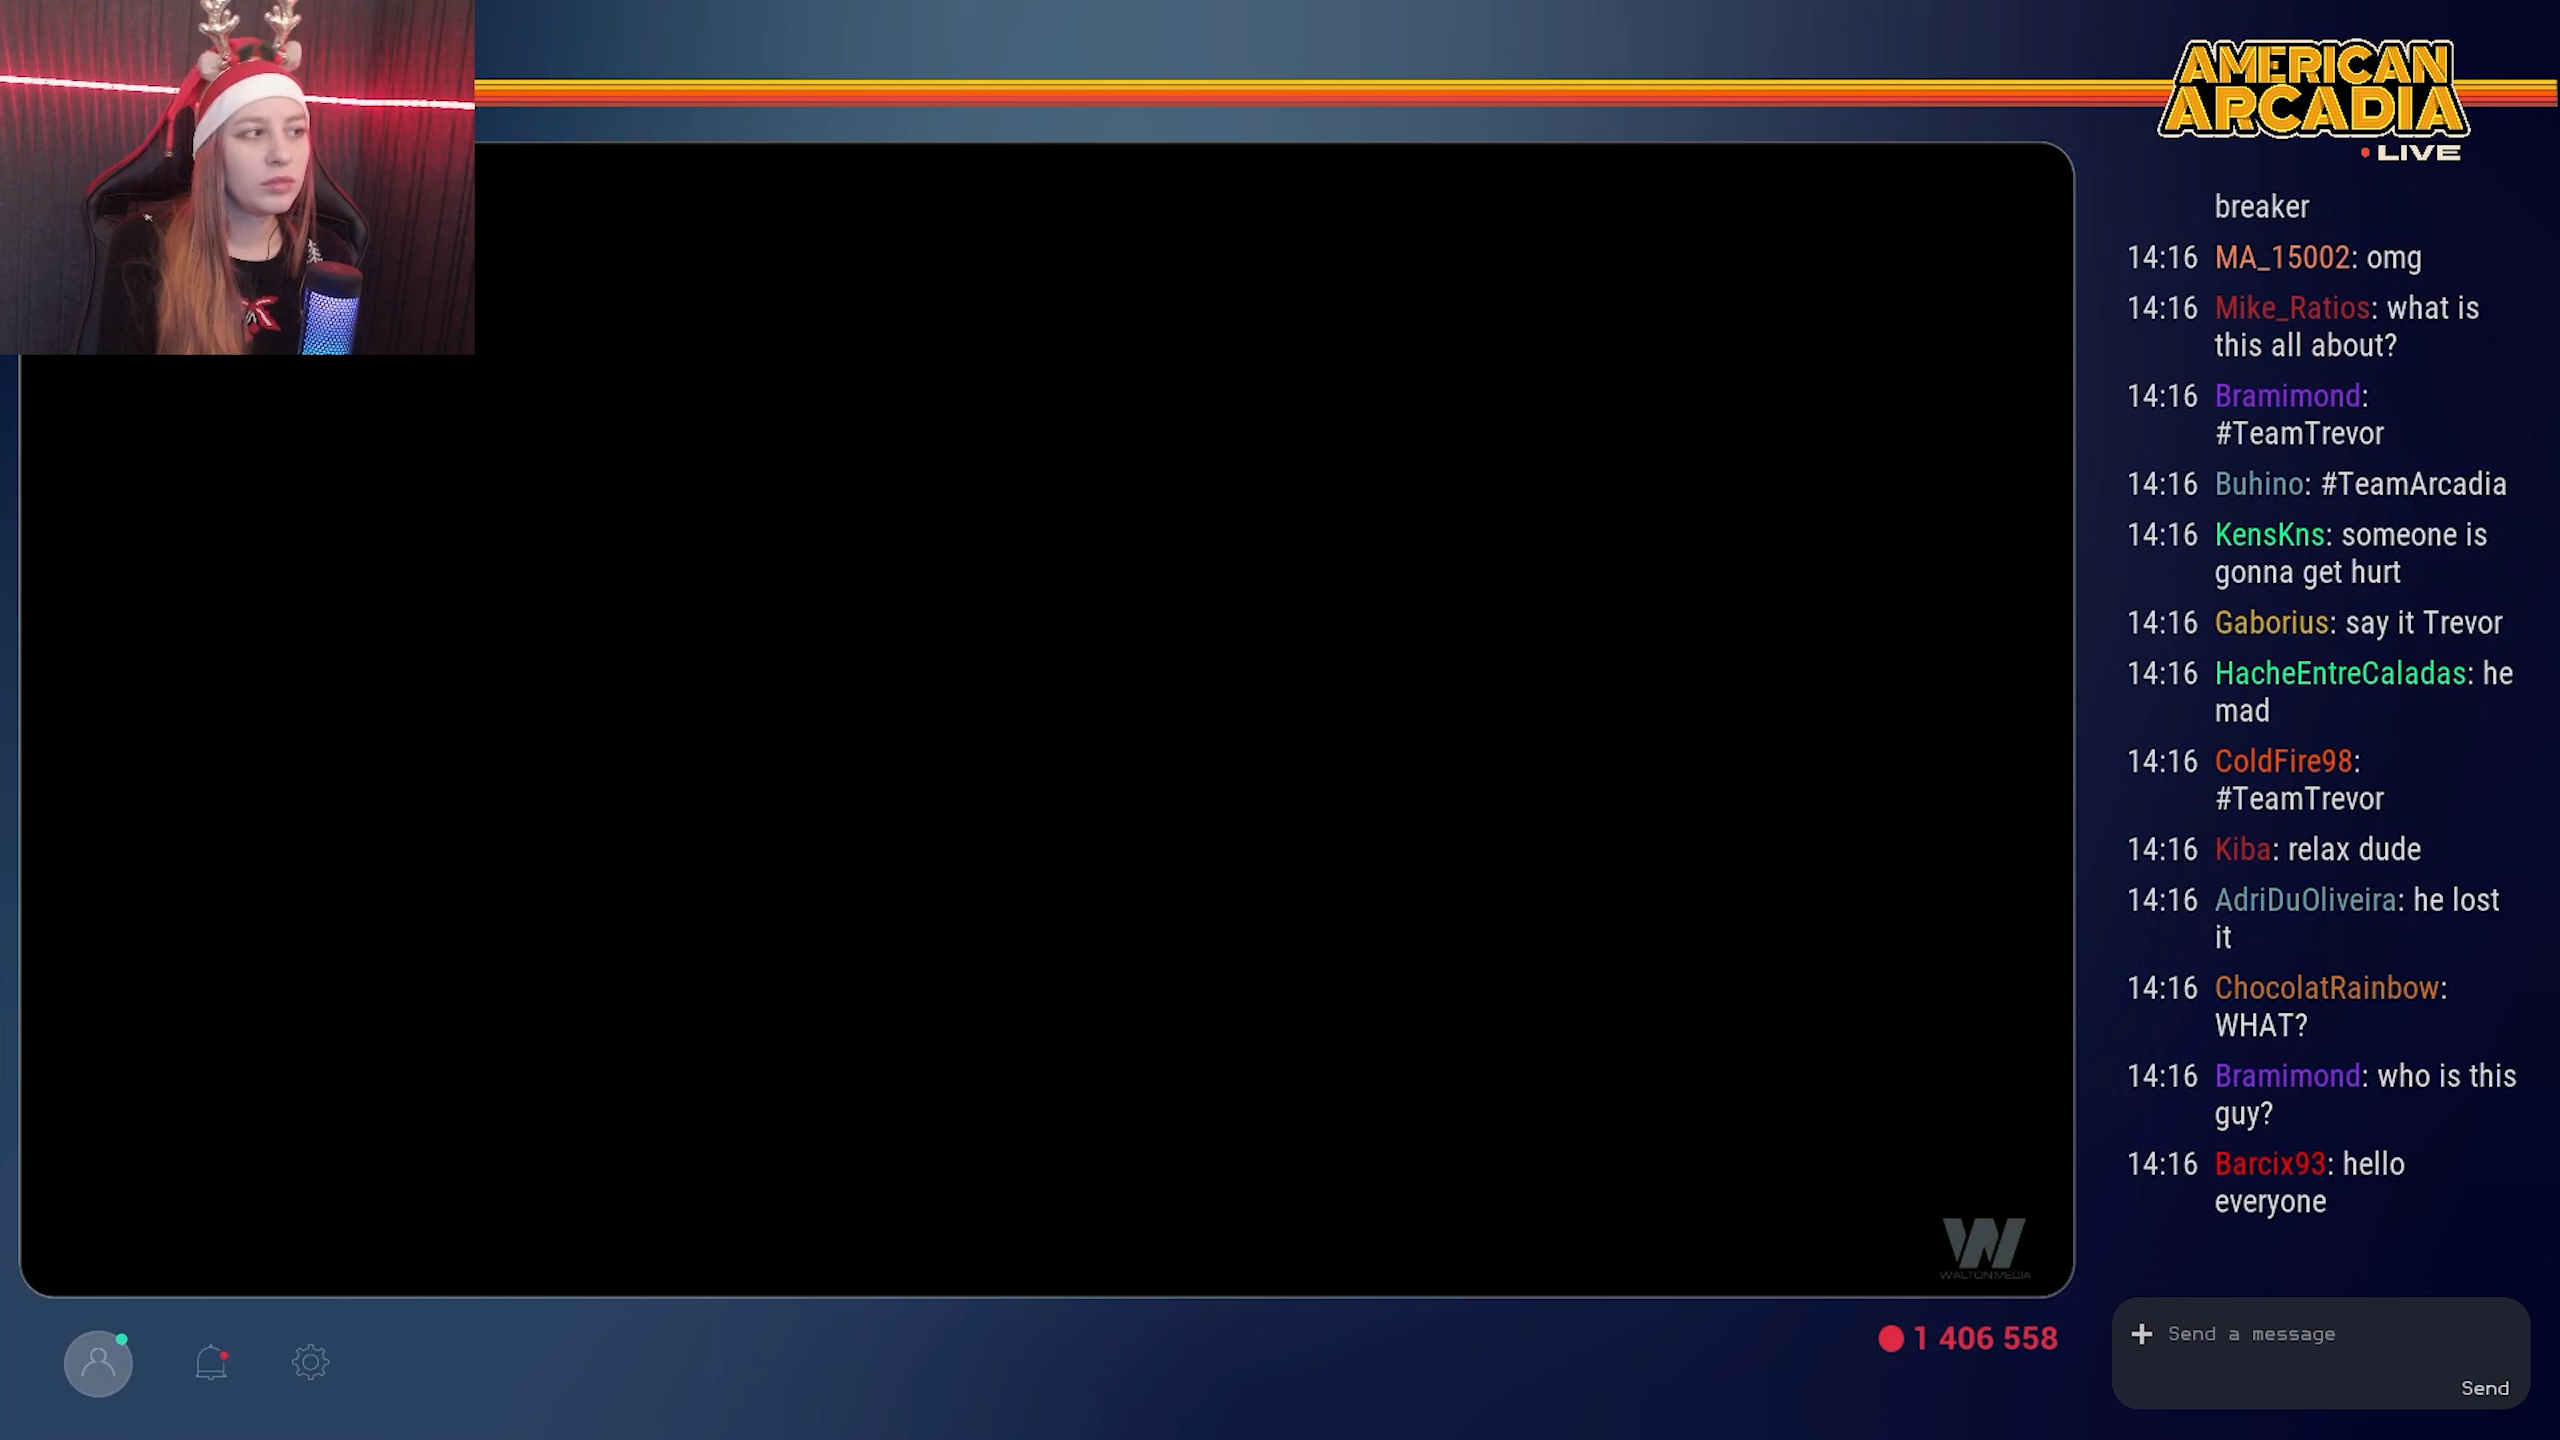 AMERICAN
ARCADIA
LIVE
breaker
14:16 MA_15002: omg
14:16 Mike_Ratios: what is
this all about?
14:16 Bramimond:
#TeamTrevor
14:16 Buhino: #TeamArcadia
14:16 KensKns: someone is
gonna get hurt
14:16 Gaborius: say it Trevor
14:16 HacheEntreCaladas: he
mad
14:16 ColdFire98:
#TeamTrevor
14:16 Kiba: relax dude
14:16 AdriDuOliveira: he lost
it
14:16 ChocolatRainbow:
WHAT?
14:16 Bramimond: who is this
guy?
14:16 Barcix93: hello
everyone
W
WALTONMEDIA
1 406 558
+ Send a message
Send